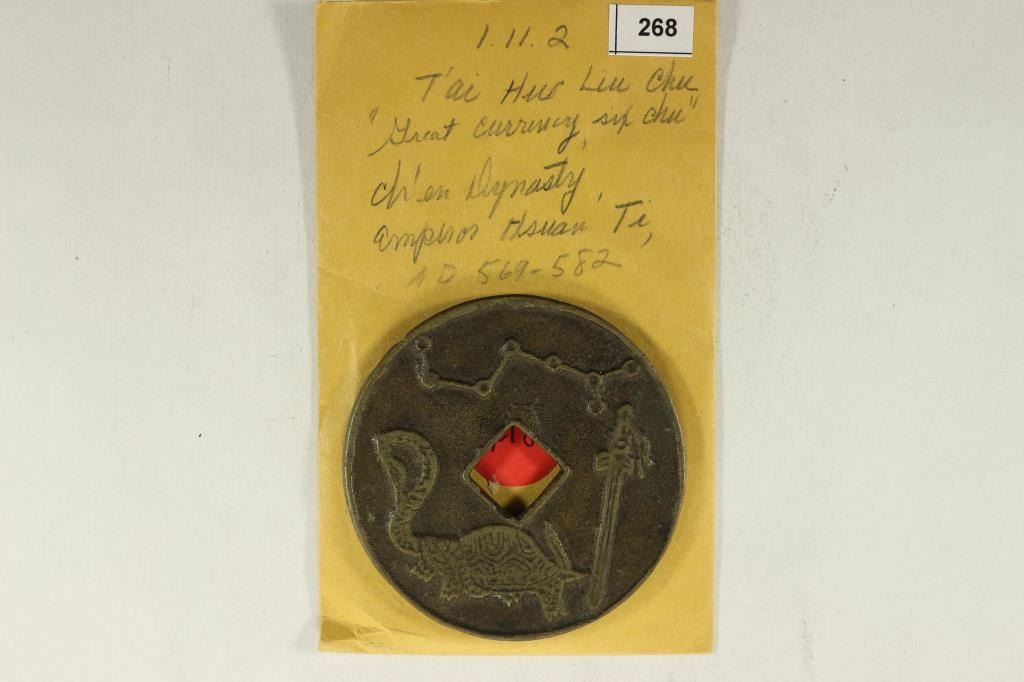 268
1.11.2
T'ai Huo Liu Chu
"Great currency, six chu"
Ch'en Dynasty,
Emperor Hsuan Ti,
AD 569-582